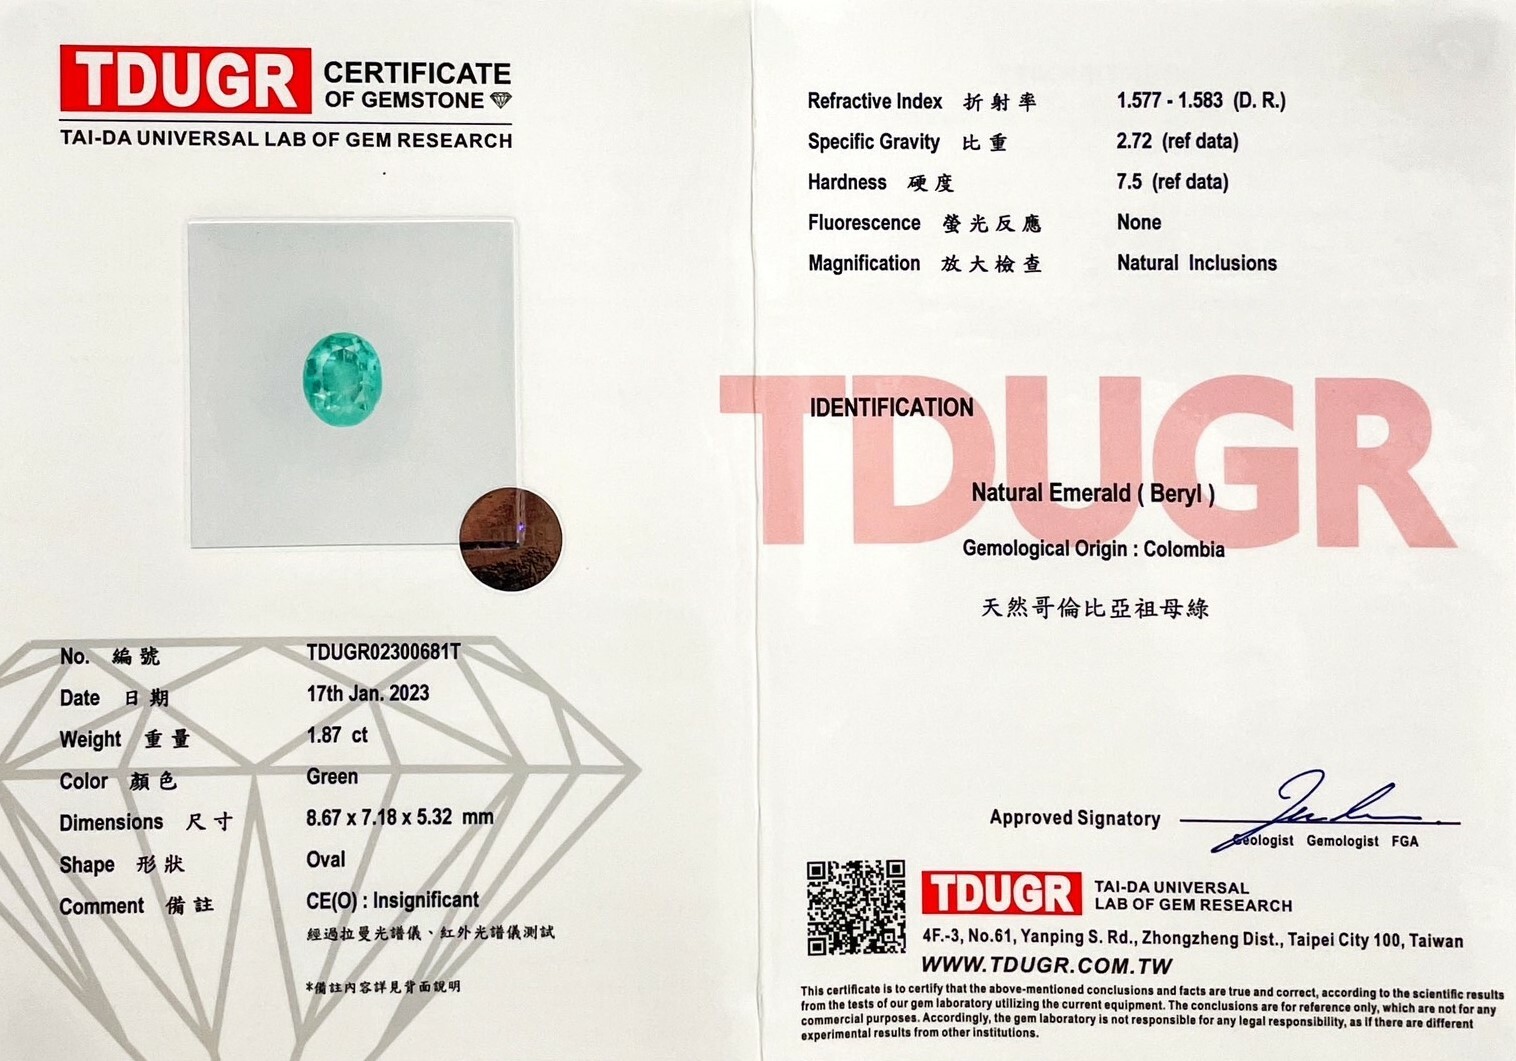 TDUGR
CERTIFICATE
OF GEMSTONE
TAI-DA UNIVERSAL LAB OF GEM RESEARCH
No. 編號 TDUGR02300681T
Date 日期 17th Jan. 2023
Weight 重量 1.87 ct
Color 顏色 Green
Dimensions 尺寸 8.67 x 7.18 x 5.32 mm
Shape 形狀 Oval
Comment 備註 CE(O) : Insignificant
經過拉曼光譜儀、紅外光譜儀測試
*備註內容詳見背面說明
Refractive Index 折射率 1.577 - 1.583 (D. R.)
Specific Gravity 比重 2.72 (ref data)
Hardness 硬度 7.5 (ref data)
Fluorescence 螢光反應 None
Magnification 放大檢查 Natural Inclusions
TDUGR
IDENTIFICATION
Natural Emerald ( Beryl )
Gemological Origin : Colombia
天然哥倫比亞祖母綠
Approved Signatory
Geologist Gemologist FGA
TDUGR
TAI-DA UNIVERSAL
LAB OF GEM RESEARCH
4F.-3, No.61, Yanping S. Rd., Zhongzheng Dist., Taipei City 100, Taiwan
WWW.TDUGR.COM.TW
This certificate is to certify that the above-mentioned conclusions and facts are true and correct, according to the scientific results
from the tests of our gem laboratory utilizing the current equipment. The conclusions are for reference only, which are not for any
commercial purposes. Accordingly, the gem laboratory is not responsible for any legal responsibility, as if there are different
experimental results from other institutions.